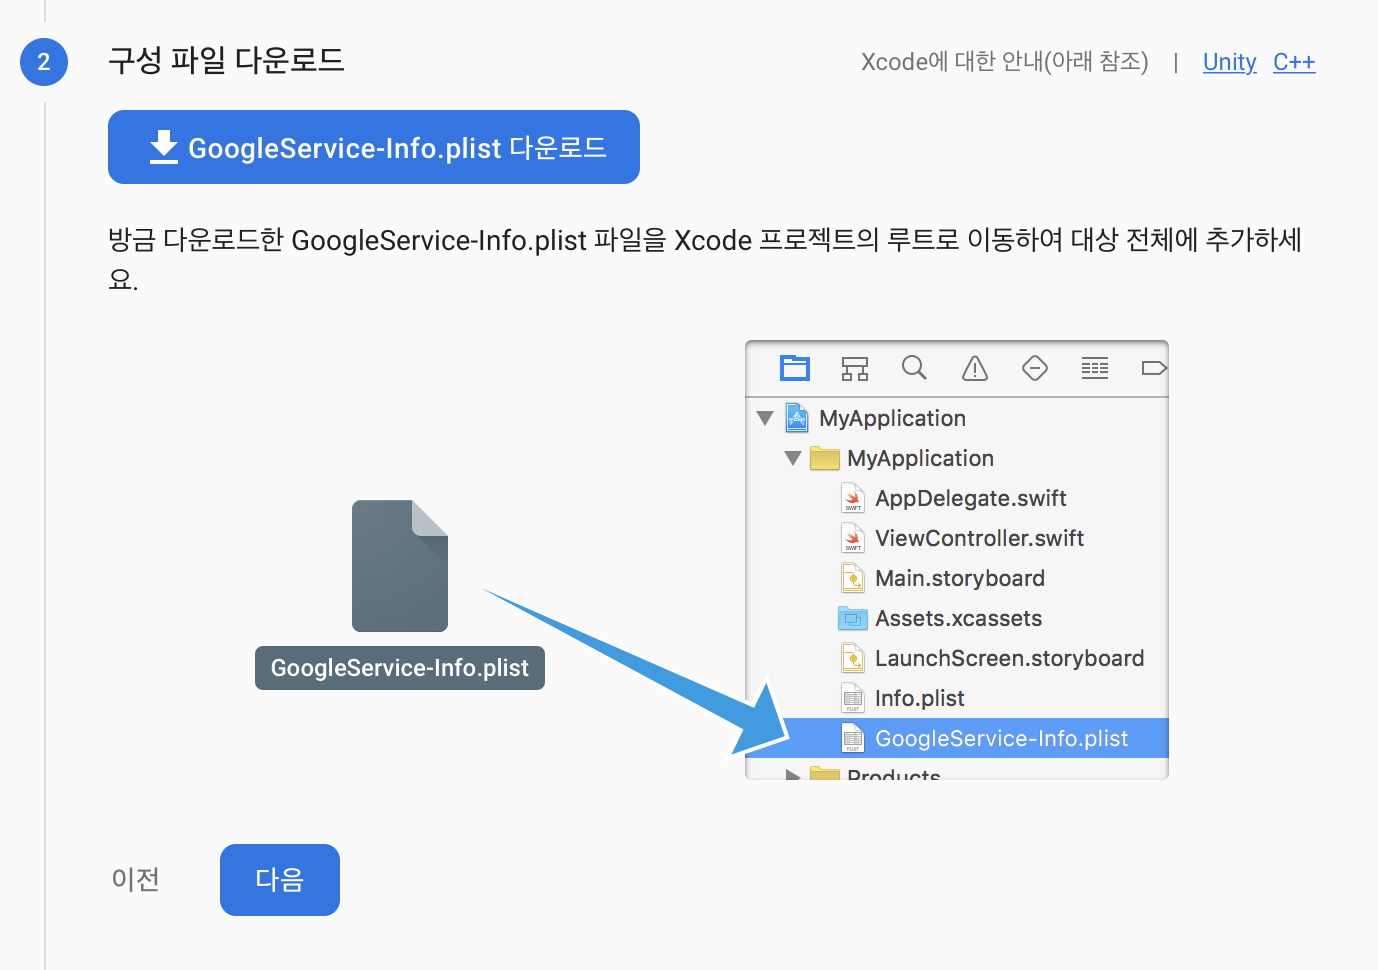 2
구성 파일 다운로드
Xcode에 대한 안내(아래 참조) | Unity C++
GoogleService-Info.plist 다운로드
방금 다운로드한 GoogleService-Info.plist 파일을 Xcode 프로젝트의 루트로 이동하여 대상 전체에 추가하세
요.
GoogleService-Info.plist
MyApplication
MyApplication
SWIFT AppDelegate.swift
SWIFT ViewController.swift
Main.storyboard
Assets.xcassets
LaunchScreen.storyboard
PLIST Info.plist
PLIST GoogleService-Info.plist
Products
이전
다음